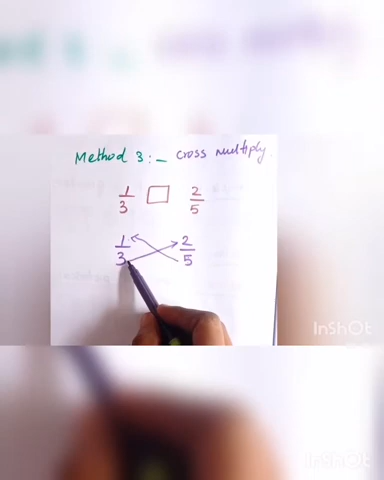 Method 3:- cross multiply.
1/3 □ 2/5
1/3 2/5
InShOt